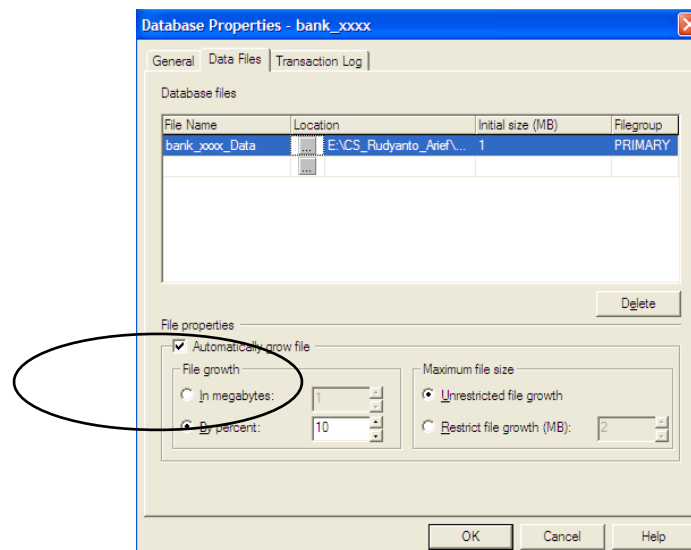 Database Properties - bank_xxxx
General Data Files Transaction Log
Database files
File Name Location Initial size (MB) Filegroup
bank_xxxx_Data ... E:\CS_Rudyanto_Arief\... 1 PRIMARY
...
Delete
File properties
Automatically grow file
File growth Maximum file size
In megabytes: 1 Unrestricted file growth
By percent: 10 Restrict file growth (MB): 2
OK Cancel Help